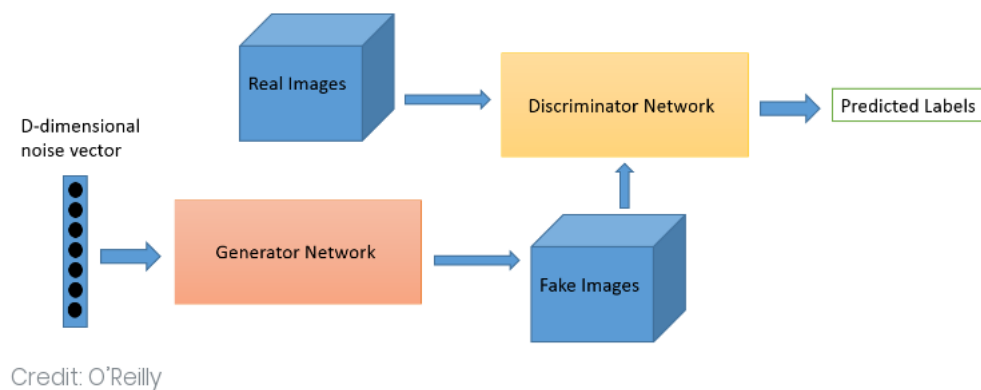 Real Images
Discriminator Network
Predicted Labels
D-dimensional
noise vector
Generator Network
Fake Images
Credit: O'Reilly